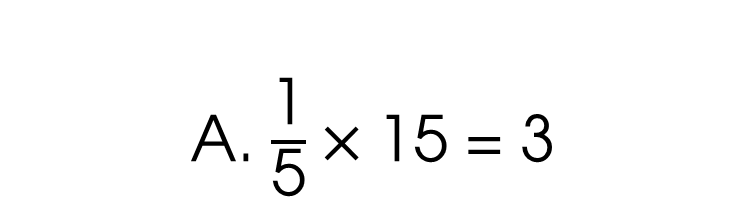 A. 1/5 × 15 = 3